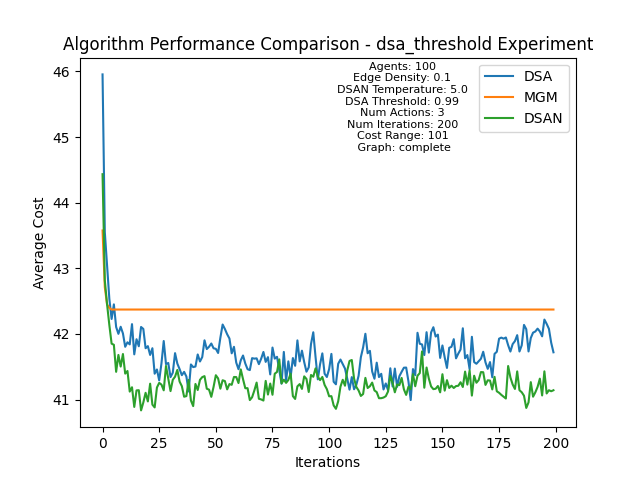 Algorithm Performance Comparison - dsa_threshold Experiment
Agents: 100
Edge Density: 0.1
DSAN Temperature: 5.0
DSA Threshold: 0.99
Num Actions: 3
Num Iterations: 200
Cost Range: 101
Graph: complete
DSA
MGM
DSAN
Average Cost
46
45
44
43
42
41
0 25 50 75 100 125 150 175 200
Iterations